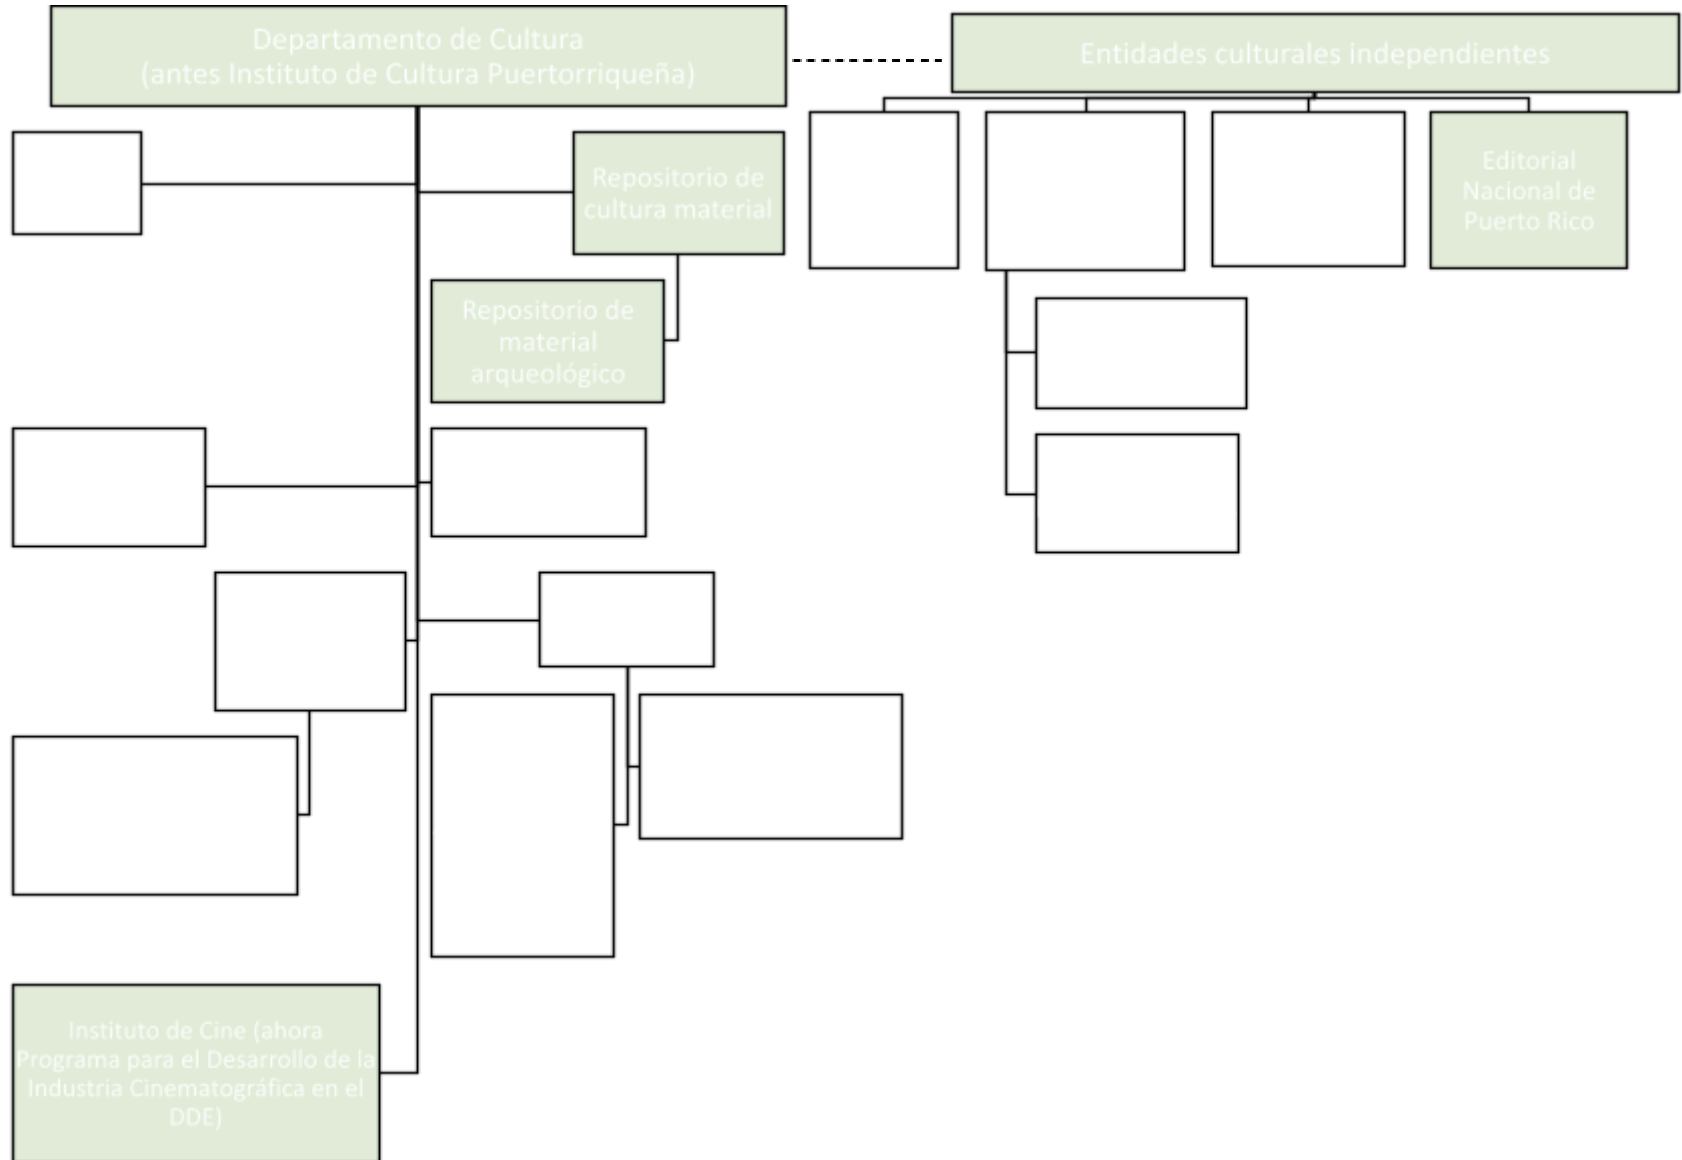 Departamento de Cultura
(antes Instituto de Cultura Puertorriqueña)
Entidades culturales independientes
Repositorio de
cultura material
Editorial
Nacional de
Puerto Rico
Repositorio de
material
arqueológico
Instituto de Cine (ahora
Programa para el Desarrollo de la
Industria Cinematográfica en el
DDE)